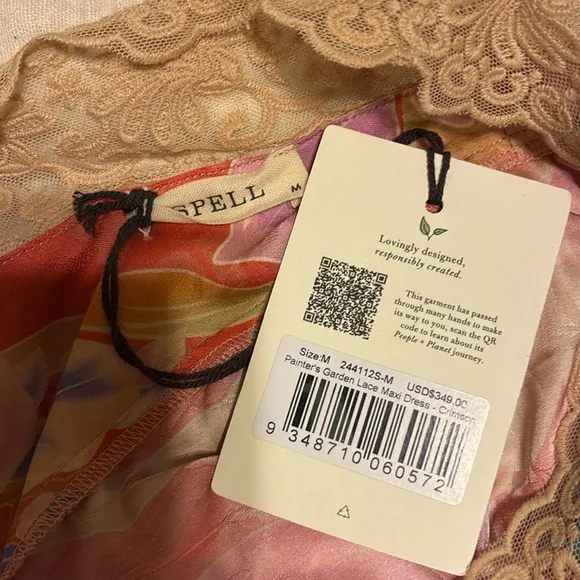 SPELL
M
Lovingly designed,
responsibly created.
This garment has passed
through many hands to make
its way to you, scan the QR
code to learn about its
People + Planet journey.
Size:M 244112S-M USD$349.00
Painter's Garden Lace Maxi Dress - Crimson
9 348710 060572